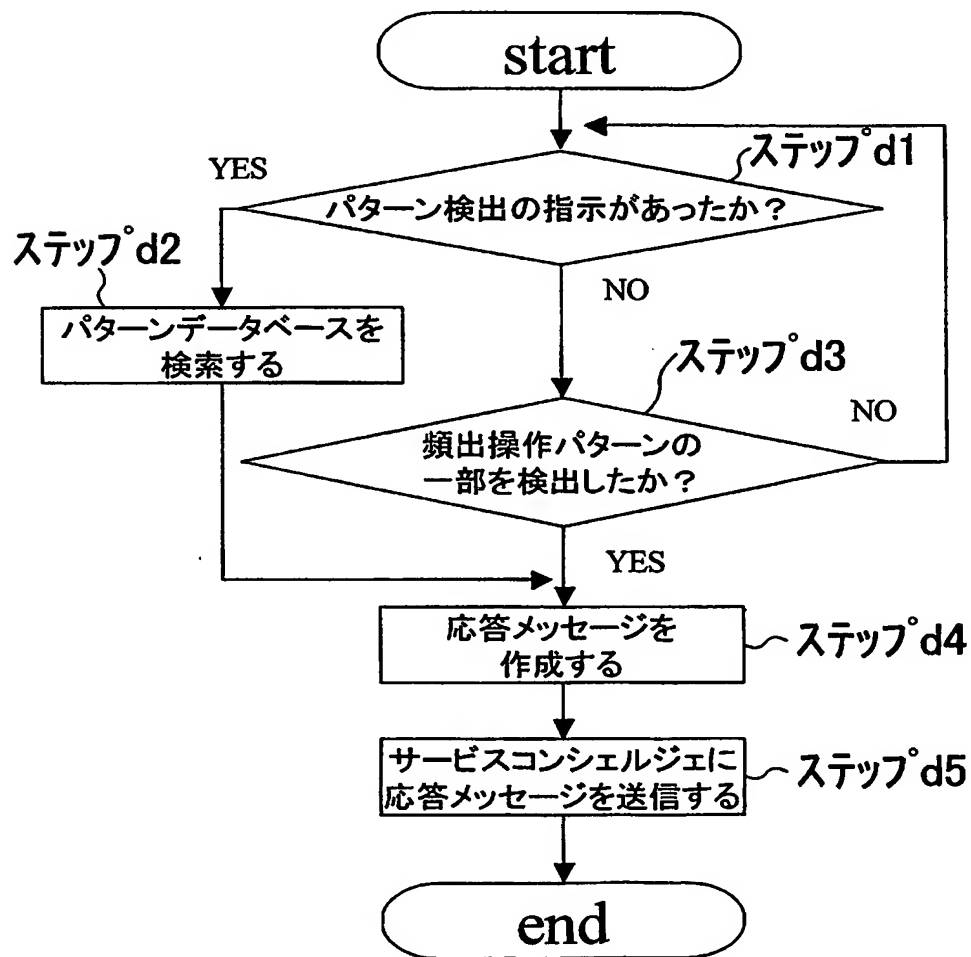 start
ステップd1
YES
パターン検出の指示があったか?
ステップd2
NO
パターンデータベースを
検索する
ステップd3
NO
頻出操作パターンの
一部を検出したか?
YES
応答メッセージを
作成する
ステップd4
サービスコンシェルジェに
応答メッセージを送信する
ステップd5
end